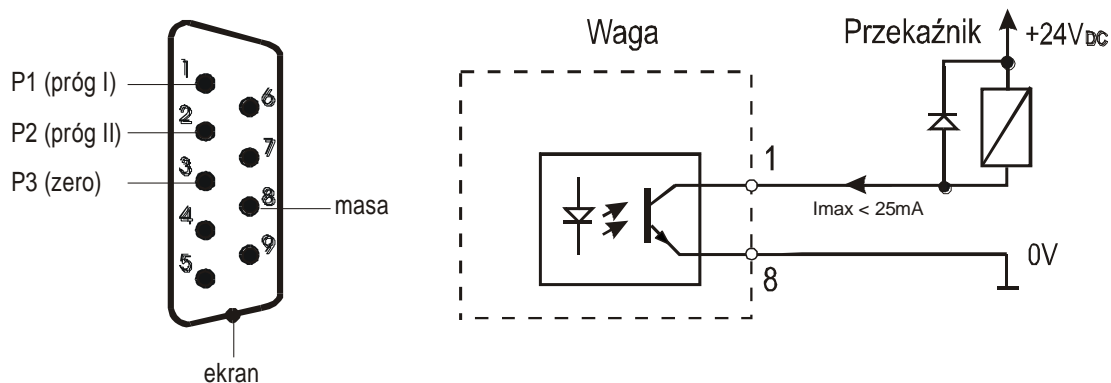 P1 (próg I)
P2 (próg II)
P3 (zero)
1
2
3
4
5
6
7
8
9
masa
ekran
Waga
Przekaźnik
+24VDC
1
Imax < 25mA
8
0V